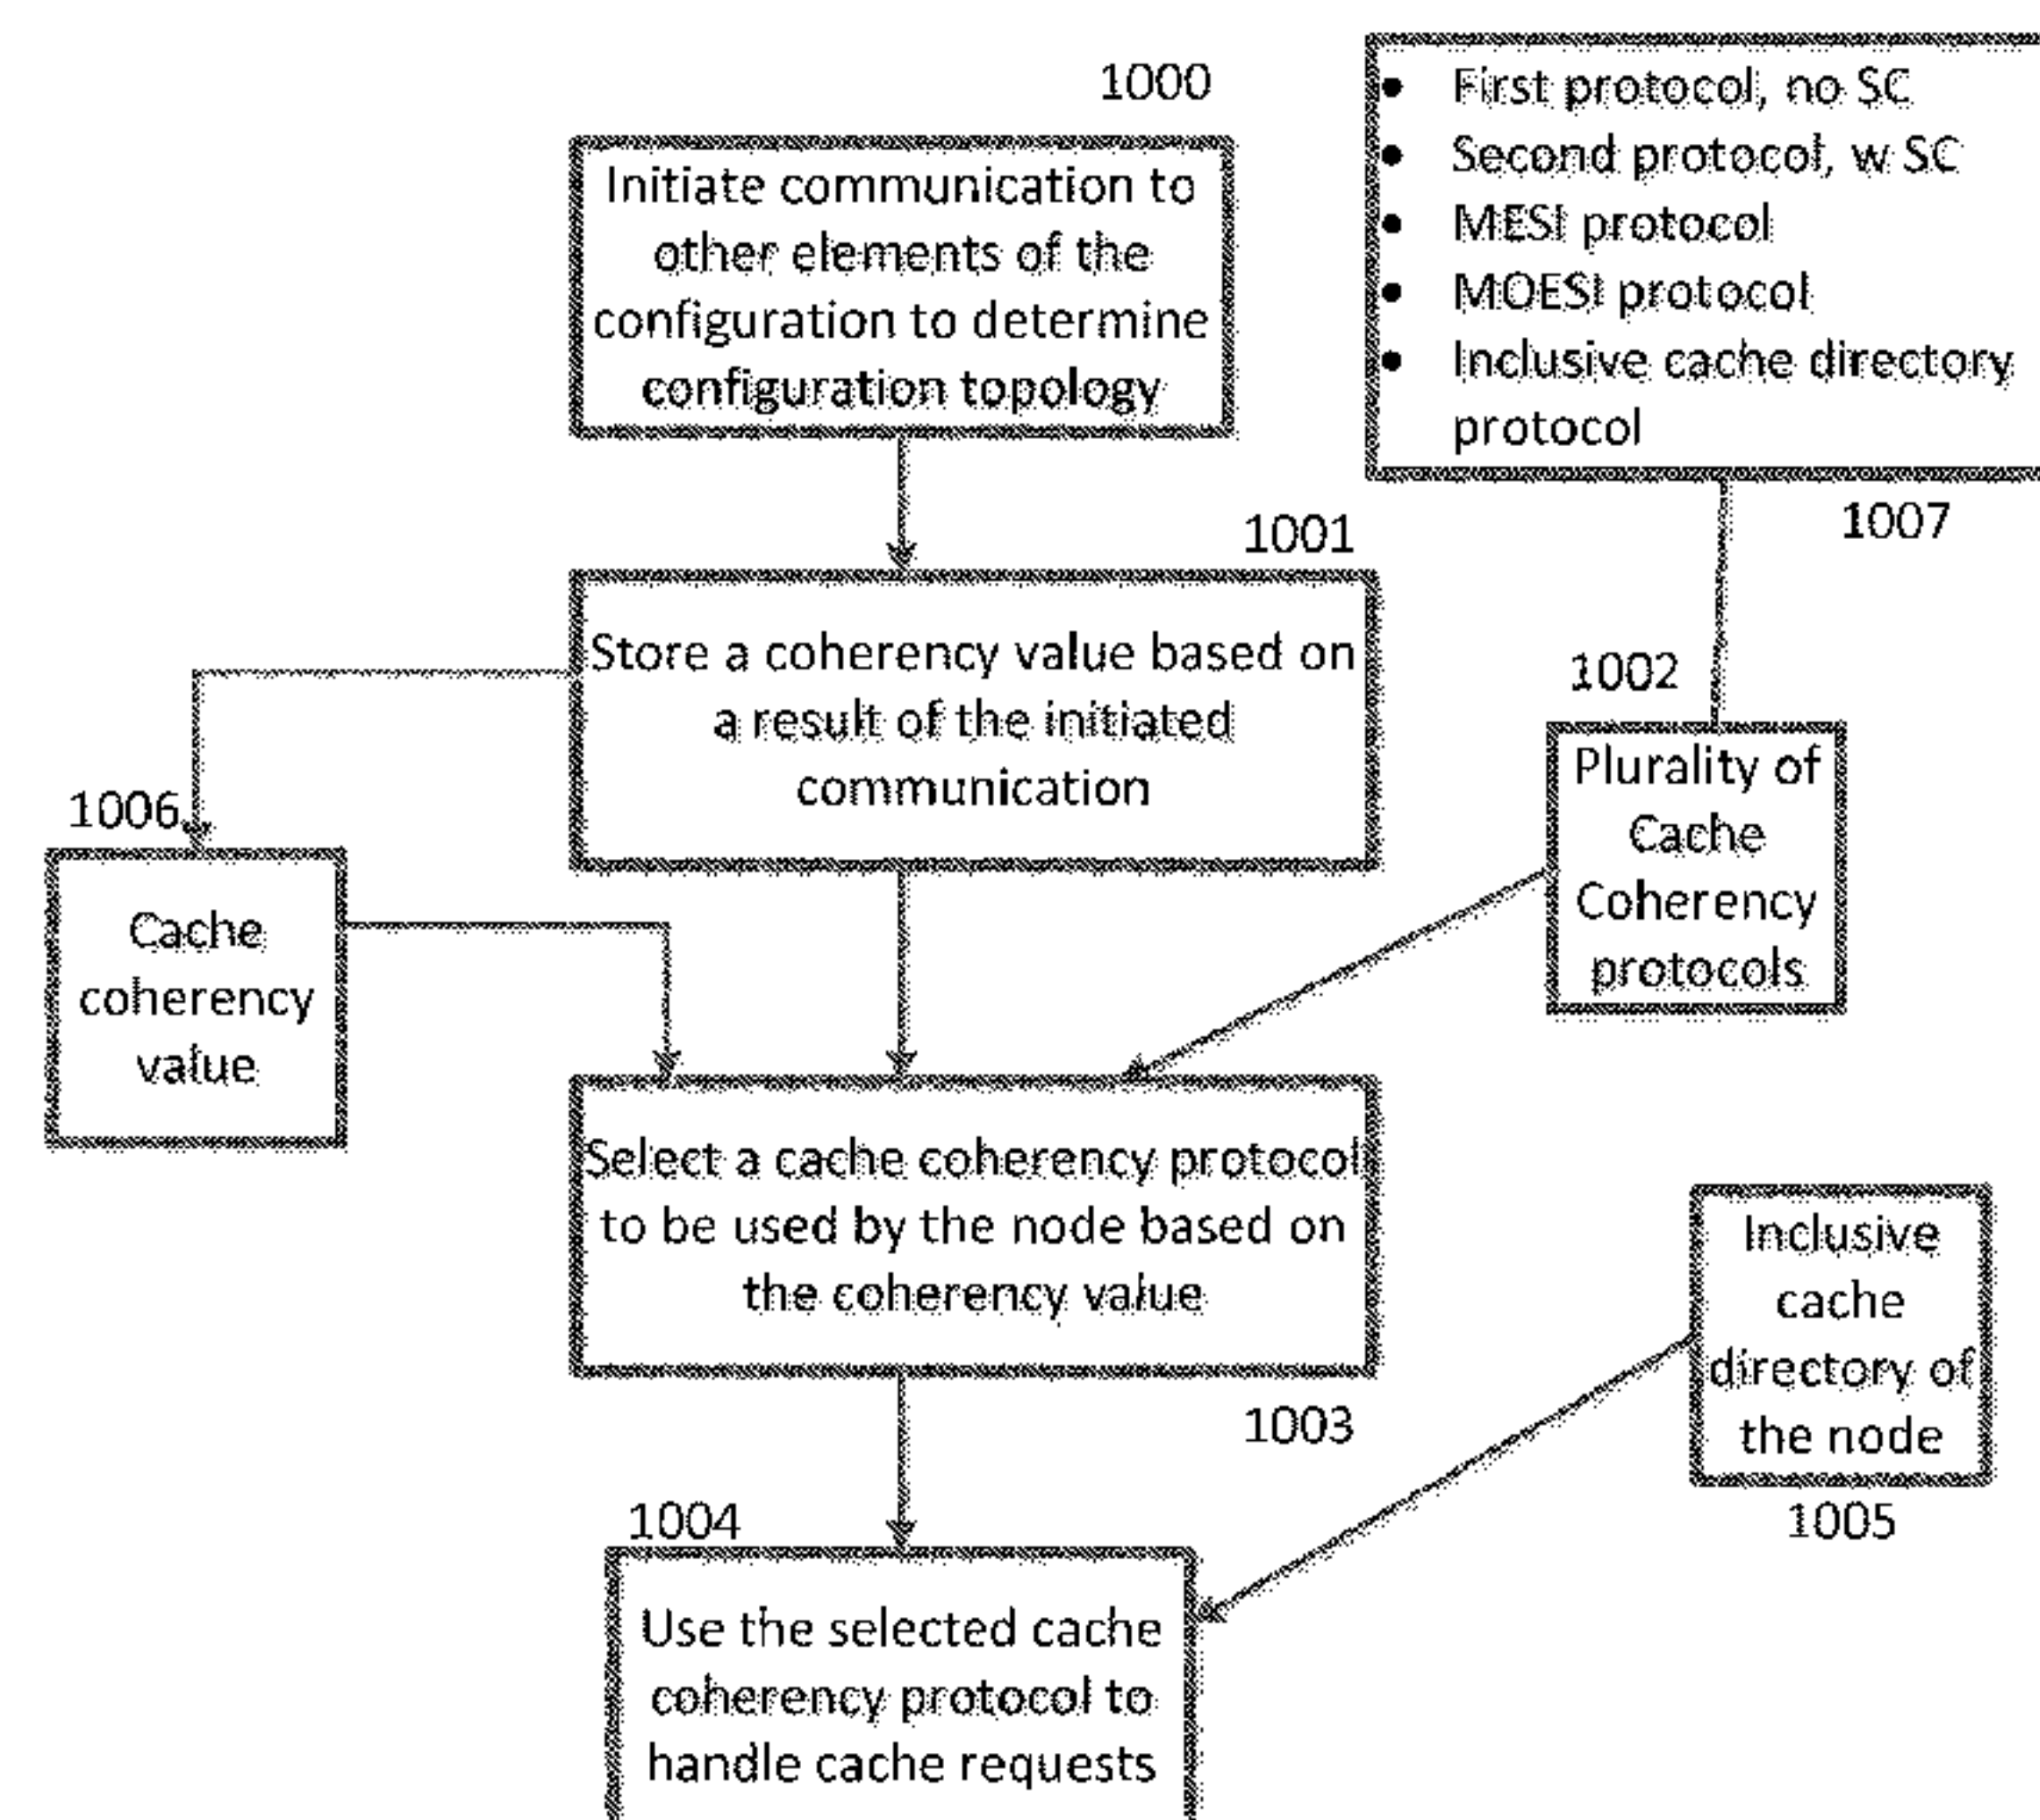 1000
Initiate communication to
other elements of the
configuration to determine
configuration topology
• First protocol, no SC
• Second protocol, w SC
• MESI protocol
• MOESI protocol
• Inclusive cache directory
protocol
1007
1001
Store a coherency value based on
a result of the initiated
communication
1002
Plurality of
Cache
Coherency
protocols
1006
Cache
coherency
value
Select a cache coherency protocol
to be used by the node based on
the coherency value
1003
Inclusive
cache
directory of
the node
1005
1004
Use the selected cache
coherency protocol to
handle cache requests